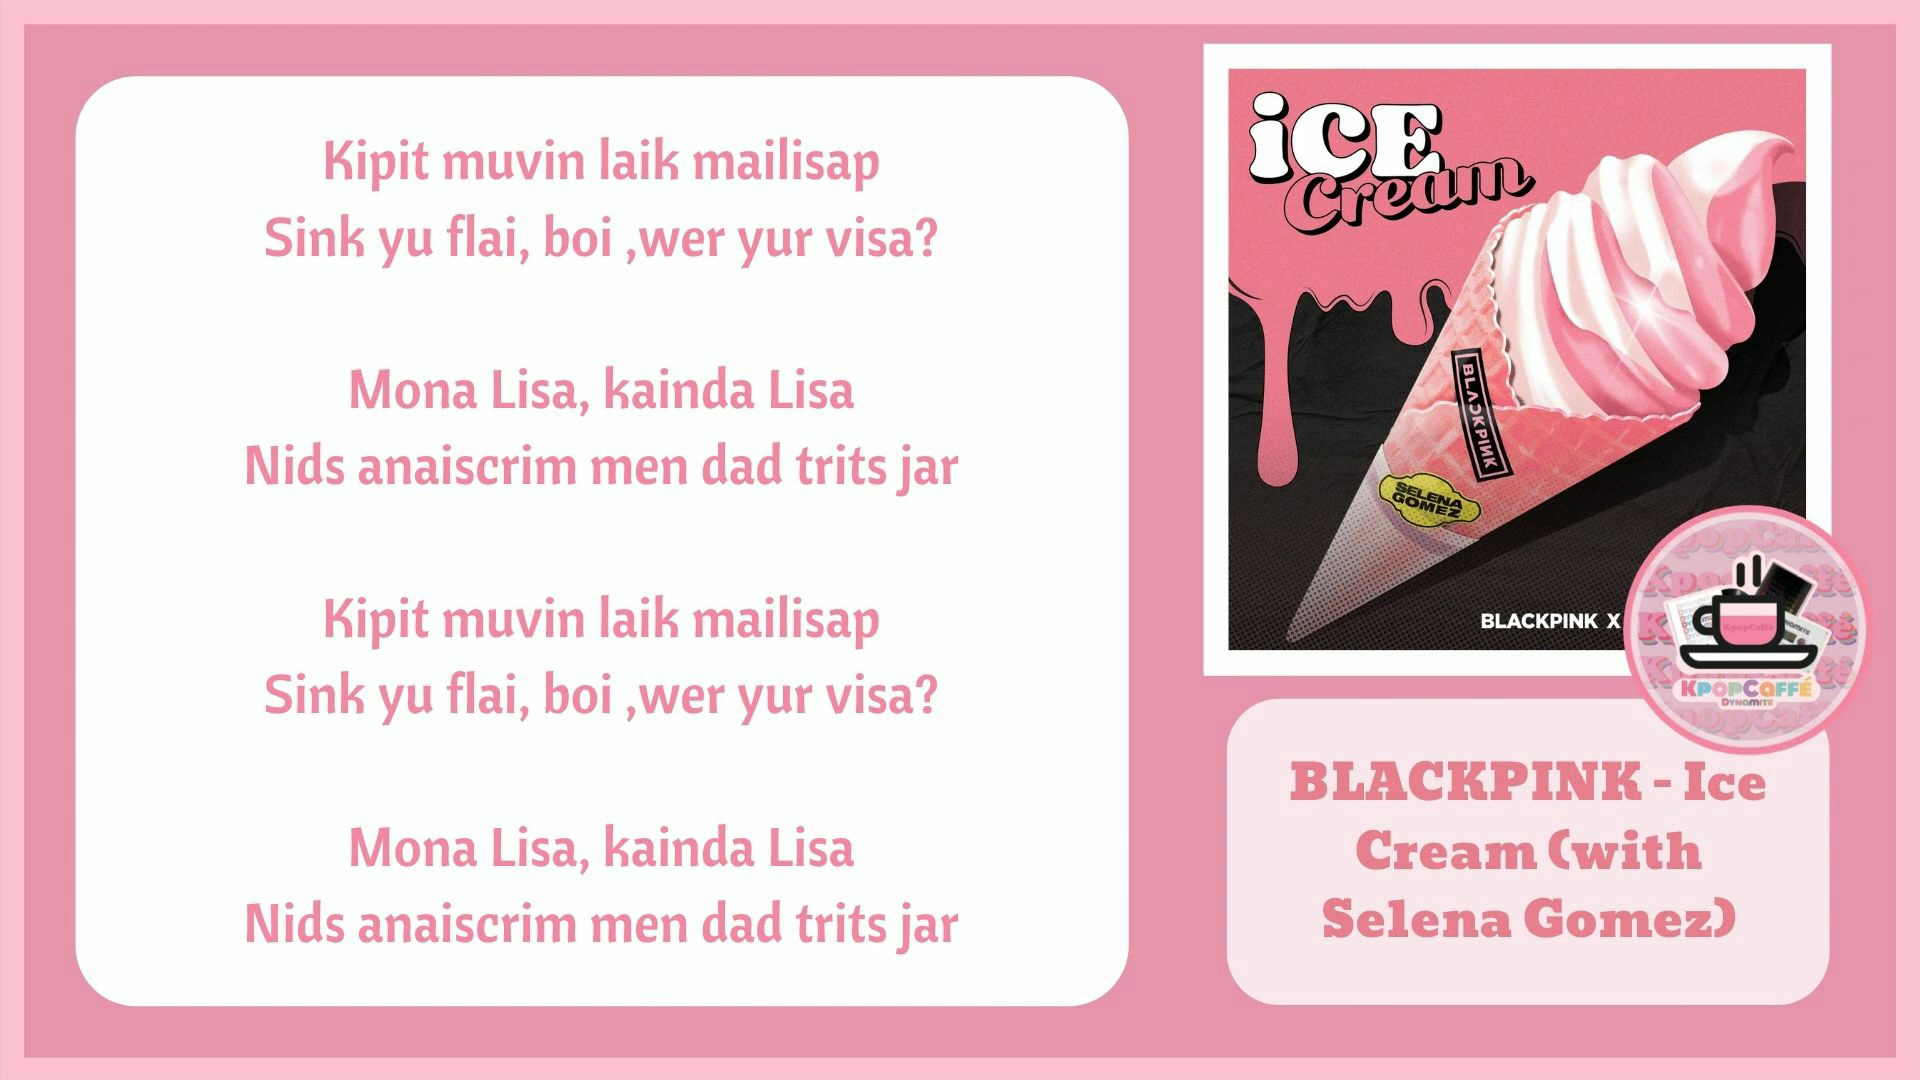 Kipit muvin laik mailisap
Sink yu flai, boi ,wer yur visa?
Mona Lisa, kainda Lisa
Nids anaiscrim men dad trits jar
Kipit muvin laik mailisap
Sink yu flai, boi ,wer yur visa?
Mona Lisa, kainda Lisa
Nids anaiscrim men dad trits jar
iCE
Cream
BLACKPINK
SELENA
GOMEZ
BLACKPINK X
KpopCaffé
KPOPCAFFÉ
DYNAMITE
BLACKPINK - Ice
Cream (with
Selena Gomez)